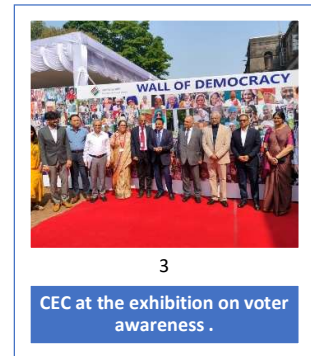 WALL OF DEMOCRACY
3
CEC at the exhibition on voter
awareness .